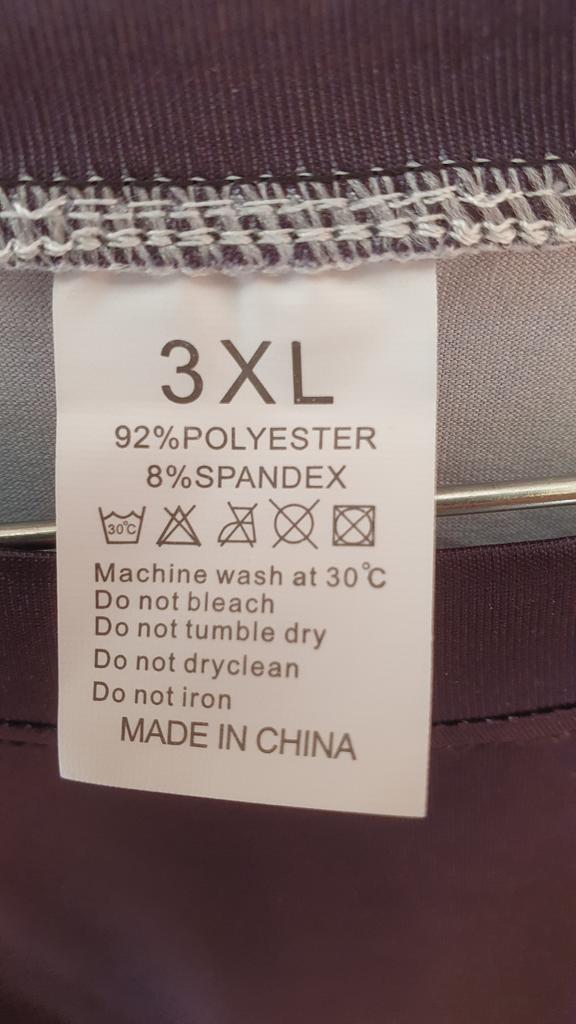 3XL
92%POLYESTER
8%SPANDEX
30°C
Machine wash at 30℃
Do not bleach
Do not tumble dry
Do not dryclean
Do not iron
MADE IN CHINA